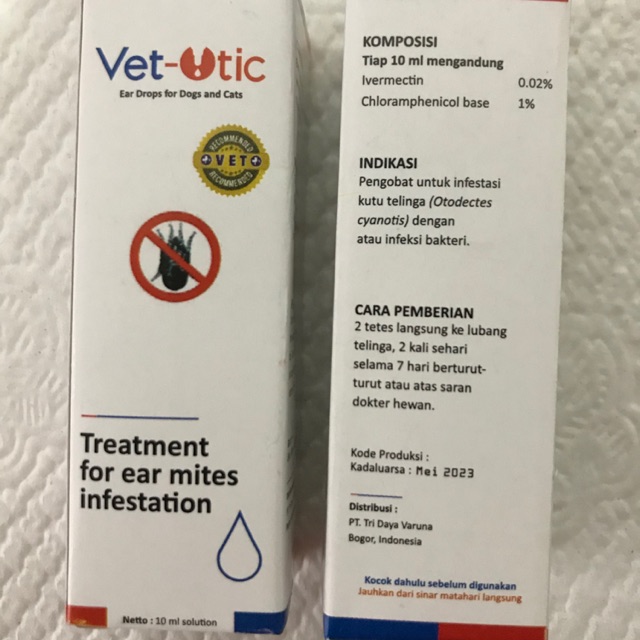 Vet-Otic
Ear Drops for Dogs and Cats
RECOMMENDED
VET
RECOMMENDED
Treatment
for ear mites
infestation
Netto : 10 ml solution
KOMPOSISI
Tiap 10 ml mengandung
Ivermectin 0.02%
Chloramphenicol base 1%
INDIKASI
Pengobat untuk infestasi
kutu telinga (Otodectes
cyanotis) dengan
atau infeksi bakteri.
CARA PEMBERIAN
2 tetes langsung ke lubang
telinga, 2 kali sehari
selama 7 hari berturut-
turut atau atas saran
dokter hewan.
Kode Produksi :
Kadaluarsa : Mei 2023
Distribusi :
PT. Tri Daya Varuna
Bogor, Indonesia
Kocok dahulu sebelum digunakan
Jauhkan dari sinar matahari langsung